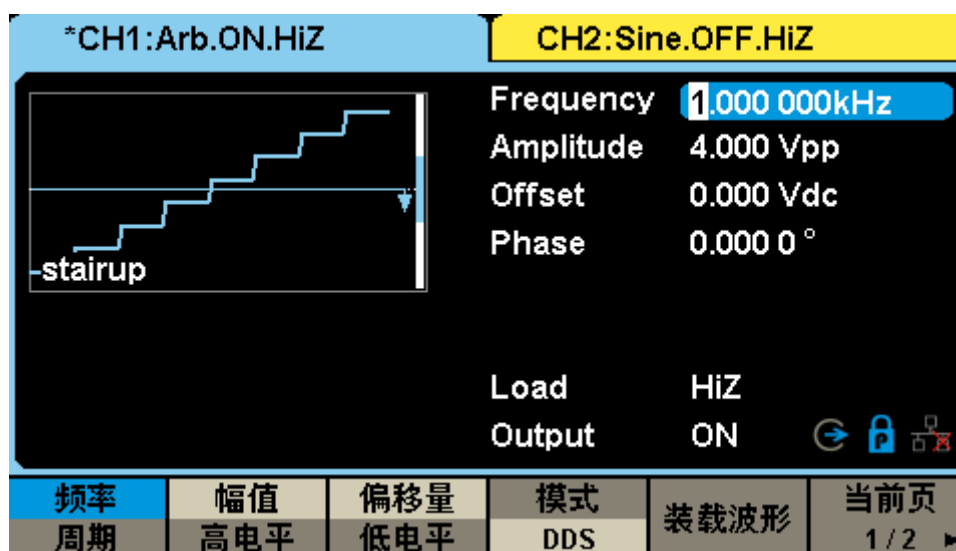 *CH1:Arb.ON.HiZ
CH2:Sine.OFF.HiZ
Frequency 1.000 000kHz
Amplitude 4.000 Vpp
Offset 0.000 Vdc
Phase 0.000 0 °
stairup
Load HiZ
Output ON
频率 幅值 偏移量 模式 装载波形 当前页
周期 高电平 低电平 DDS 1/2